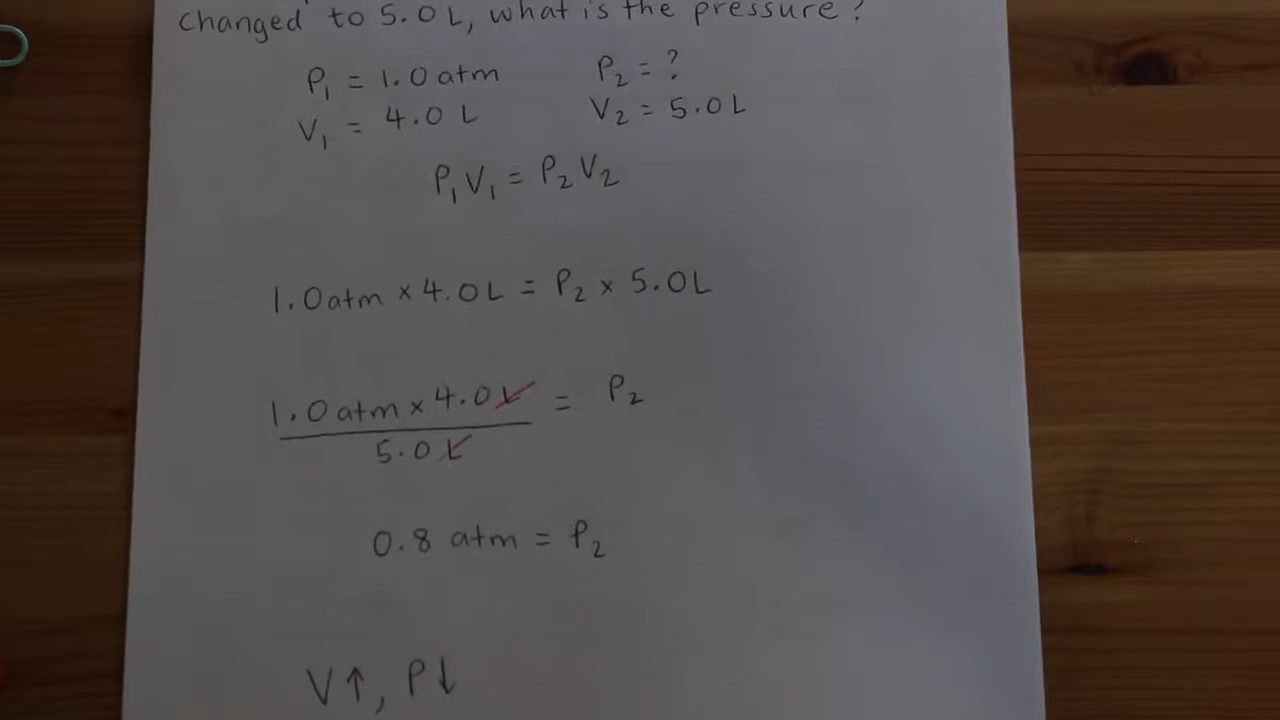 changed to 5.0 L, what is the pressure?
P₁ = 1.0 atm P₂ = ?
V₁ = 4.0 L V₂ = 5.0 L
P₁V₁ = P₂V₂
1.0 atm × 4.0 L = P₂ × 5.0 L
1.0 atm × 4.0 L = P₂
5.0 L
0.8 atm = P₂
V↑, P↓